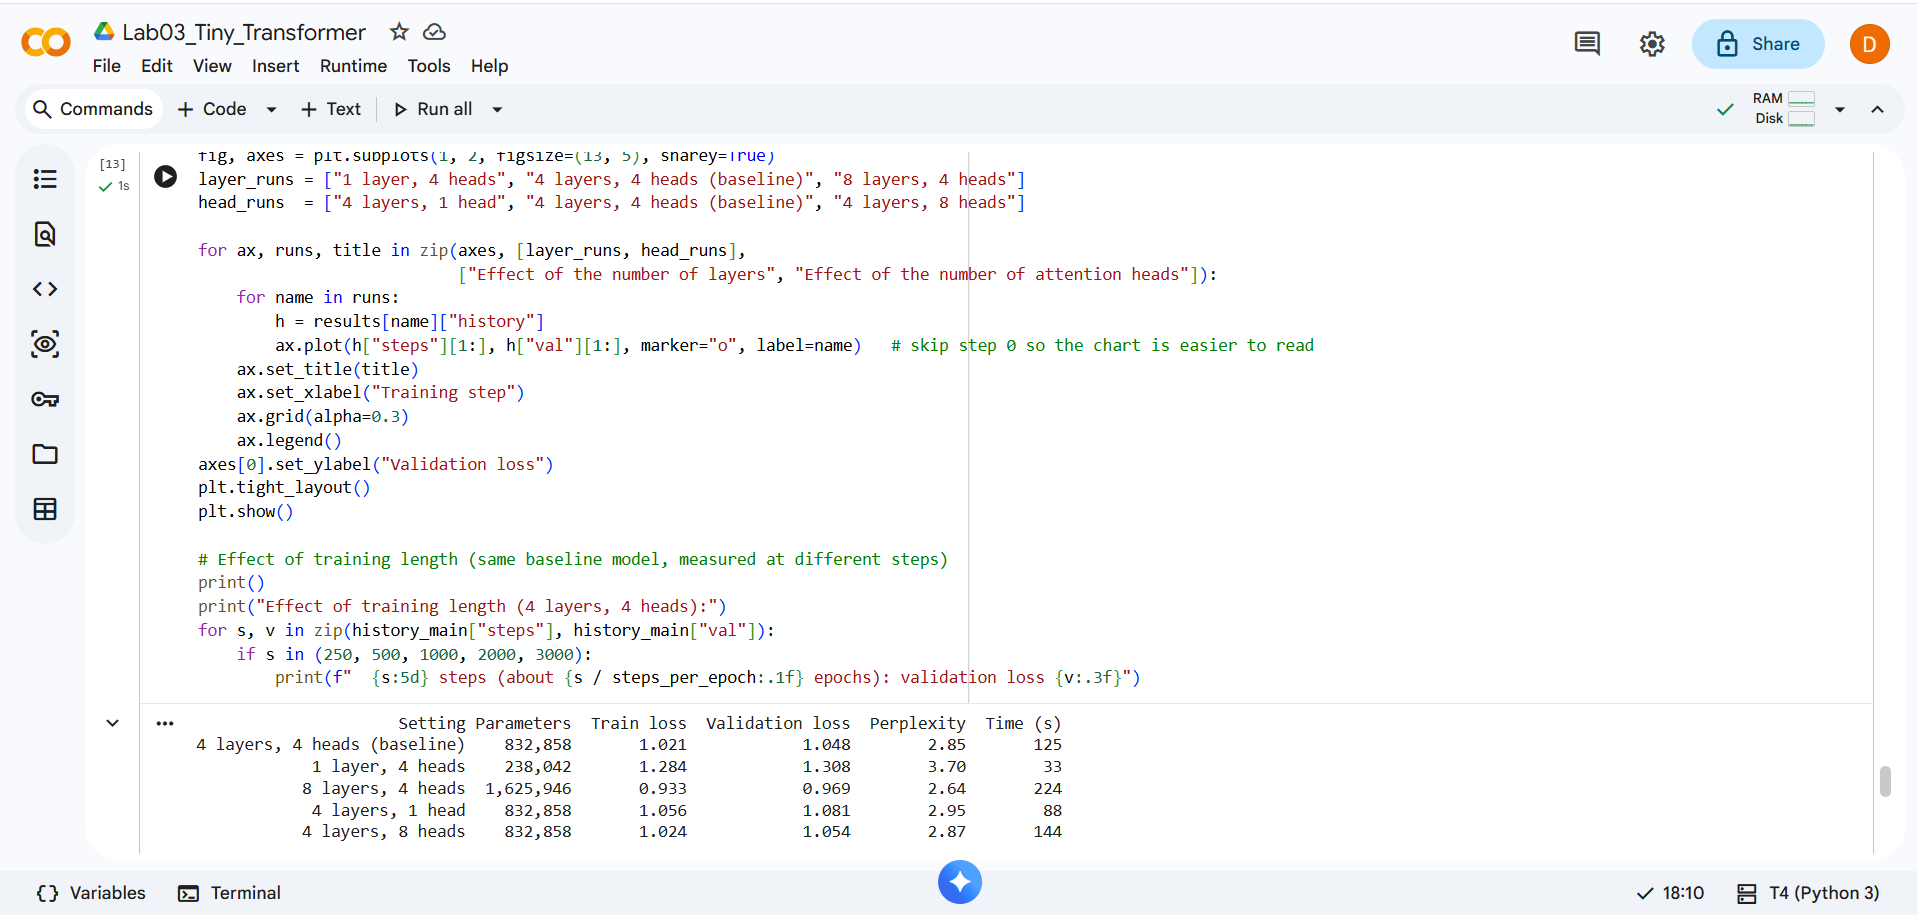 Lab03_Tiny_Transformer
File Edit View Insert Runtime Tools Help
Share
D
Commands + Code + Text Run all
RAM
Disk
[13]
1s
fig, axes = plt.subplots(1, 2, figsize=(13, 5), sharey=True)
layer_runs = ["1 layer, 4 heads", "4 layers, 4 heads (baseline)", "8 layers, 4 heads"]
head_runs  = ["4 layers, 1 head", "4 layers, 4 heads (baseline)", "4 layers, 8 heads"]
for ax, runs, title in zip(axes, [layer_runs, head_runs],
                           ["Effect of the number of layers", "Effect of the number of attention heads"]):
    for name in runs:
        h = results[name]["history"]
        ax.plot(h["steps"][1:], h["val"][1:], marker="o", label=name)   # skip step 0 so the chart is easier to read
    ax.set_title(title)
    ax.set_xlabel("Training step")
    ax.grid(alpha=0.3)
    ax.legend()
axes[0].set_ylabel("Validation loss")
plt.tight_layout()
plt.show()
# Effect of training length (same baseline model, measured at different steps)
print()
print("Effect of training length (4 layers, 4 heads):")
for s, v in zip(history_main["steps"], history_main["val"]):
    if s in (250, 500, 1000, 2000, 3000):
        print(f"  {s:5d} steps (about {s / steps_per_epoch:.1f} epochs): validation loss {v:.3f}")
Setting Parameters Train loss Validation loss Perplexity Time (s)
4 layers, 4 heads (baseline) 832,858 1.021 1.048 2.85 125
1 layer, 4 heads 238,042 1.284 1.308 3.70 33
8 layers, 4 heads 1,625,946 0.933 0.969 2.64 224
4 layers, 1 head 832,858 1.056 1.081 2.95 88
4 layers, 8 heads 832,858 1.024 1.054 2.87 144
Variables Terminal
18:10 T4 (Python 3)